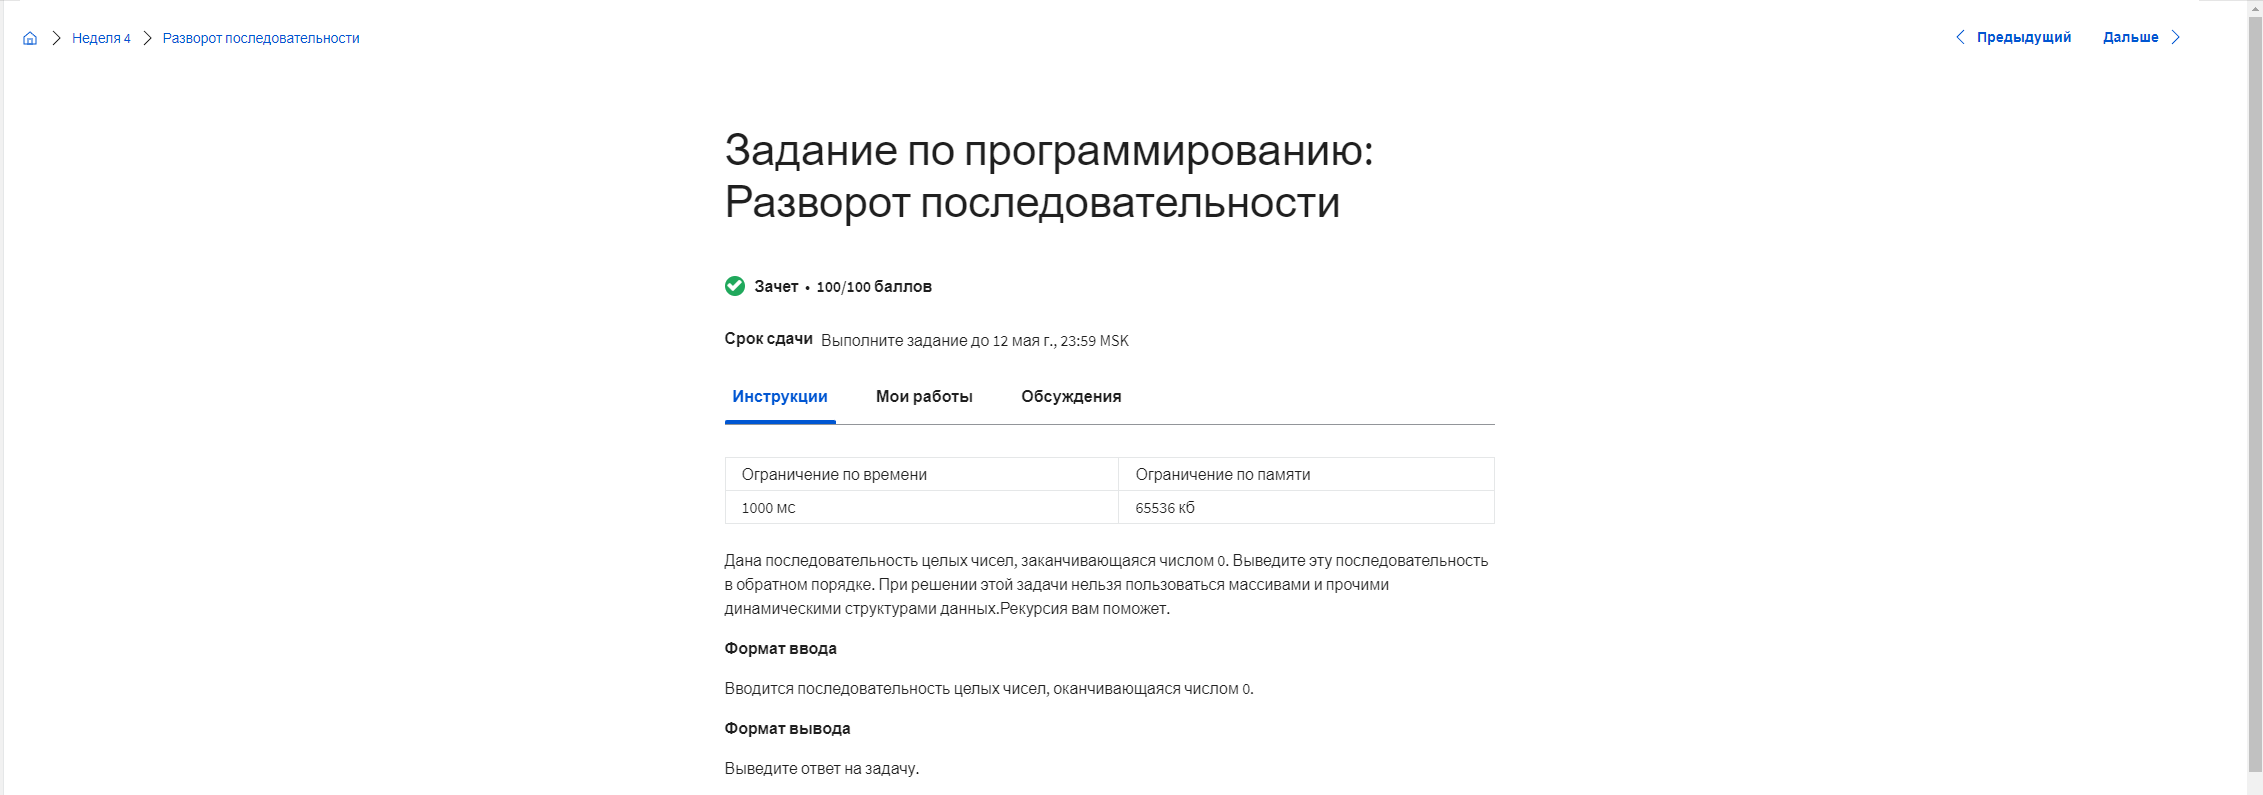 Неделя 4
Разворот последовательности
Предыдущий
Дальше
Задание по программированию:
Разворот последовательности
Зачет • 100/100 баллов
Срок сдачи Выполните задание до 12 мая г., 23:59 MSK
Инструкции Мои работы Обсуждения
Ограничение по времени Ограничение по памяти
1000 мс 65536 кб
Дана последовательность целых чисел, заканчивающаяся числом 0. Выведите эту последовательность
в обратном порядке. При решении этой задачи нельзя пользоваться массивами и прочими
динамическими структурами данных.Рекурсия вам поможет.
Формат ввода
Вводится последовательность целых чисел, оканчивающаяся числом 0.
Формат вывода
Выведите ответ на задачу.